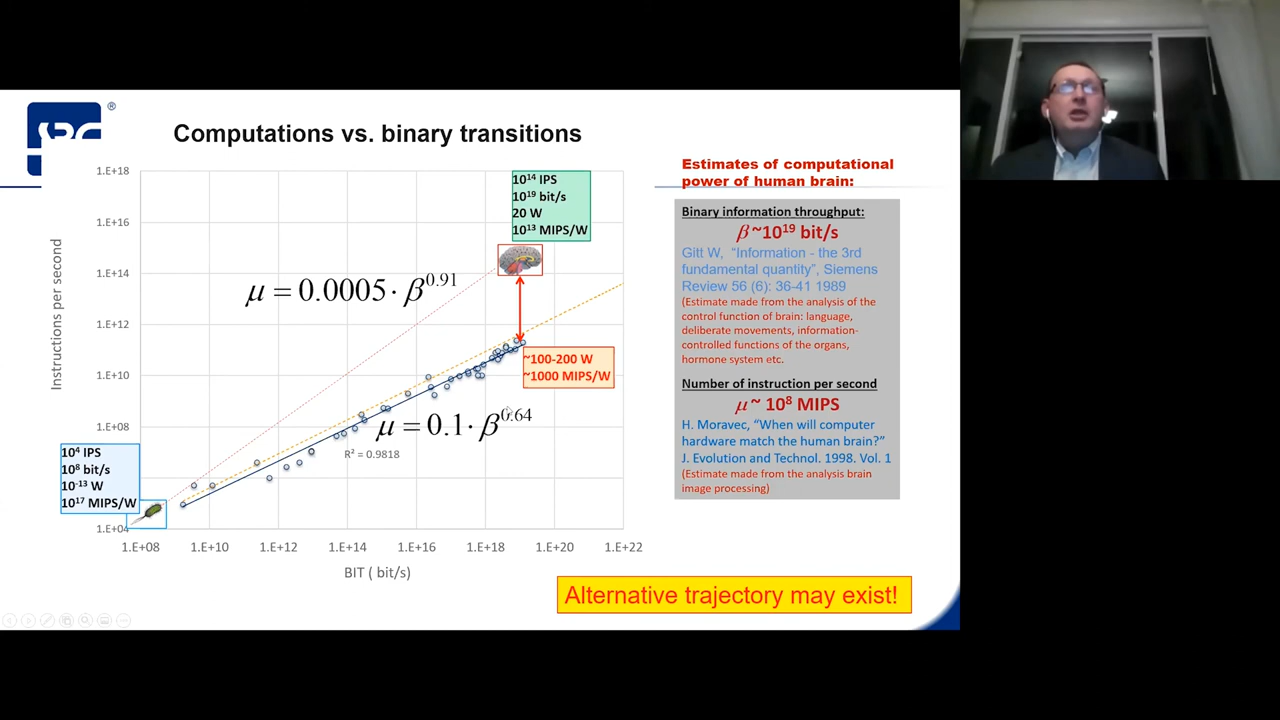 SRC ®
Computations vs. binary transitions
1.E+18
1.E+16
1.E+14
1.E+12
1.E+10
1.E+08
1.E+04
Instructions per second
10¹⁴ IPS
10¹⁹ bit/s
20 W
10¹³ MIPS/W
μ = 0.0005 · β^0.91
~100-200 W
~1000 MIPS/W
μ = 0.1 · β^0.64
R² = 0.9818
10⁴ IPS
10⁸ bit/s
10⁻¹³ W
10¹⁷ MIPS/W
1.E+08 1.E+10 1.E+12 1.E+14 1.E+16 1.E+18 1.E+20 1.E+22
BIT ( bit/s)
Estimates of computational
power of human brain:
Binary information throughput:
β ~10¹⁹ bit/s
Gitt W, "Information - the 3rd
fundamental quantity", Siemens
Review 56 (6): 36-41 1989
(Estimate made from the analysis of the
control function of brain: language,
deliberate movements, information-
controlled functions of the organs,
hormone system etc.
Number of instruction per second
μ ~ 10⁸ MIPS
H. Moravec, "When will computer
hardware match the human brain?"
J. Evolution and Technol. 1998. Vol. 1
(Estimate made from the analysis brain
image processing)
Alternative trajectory may exist!